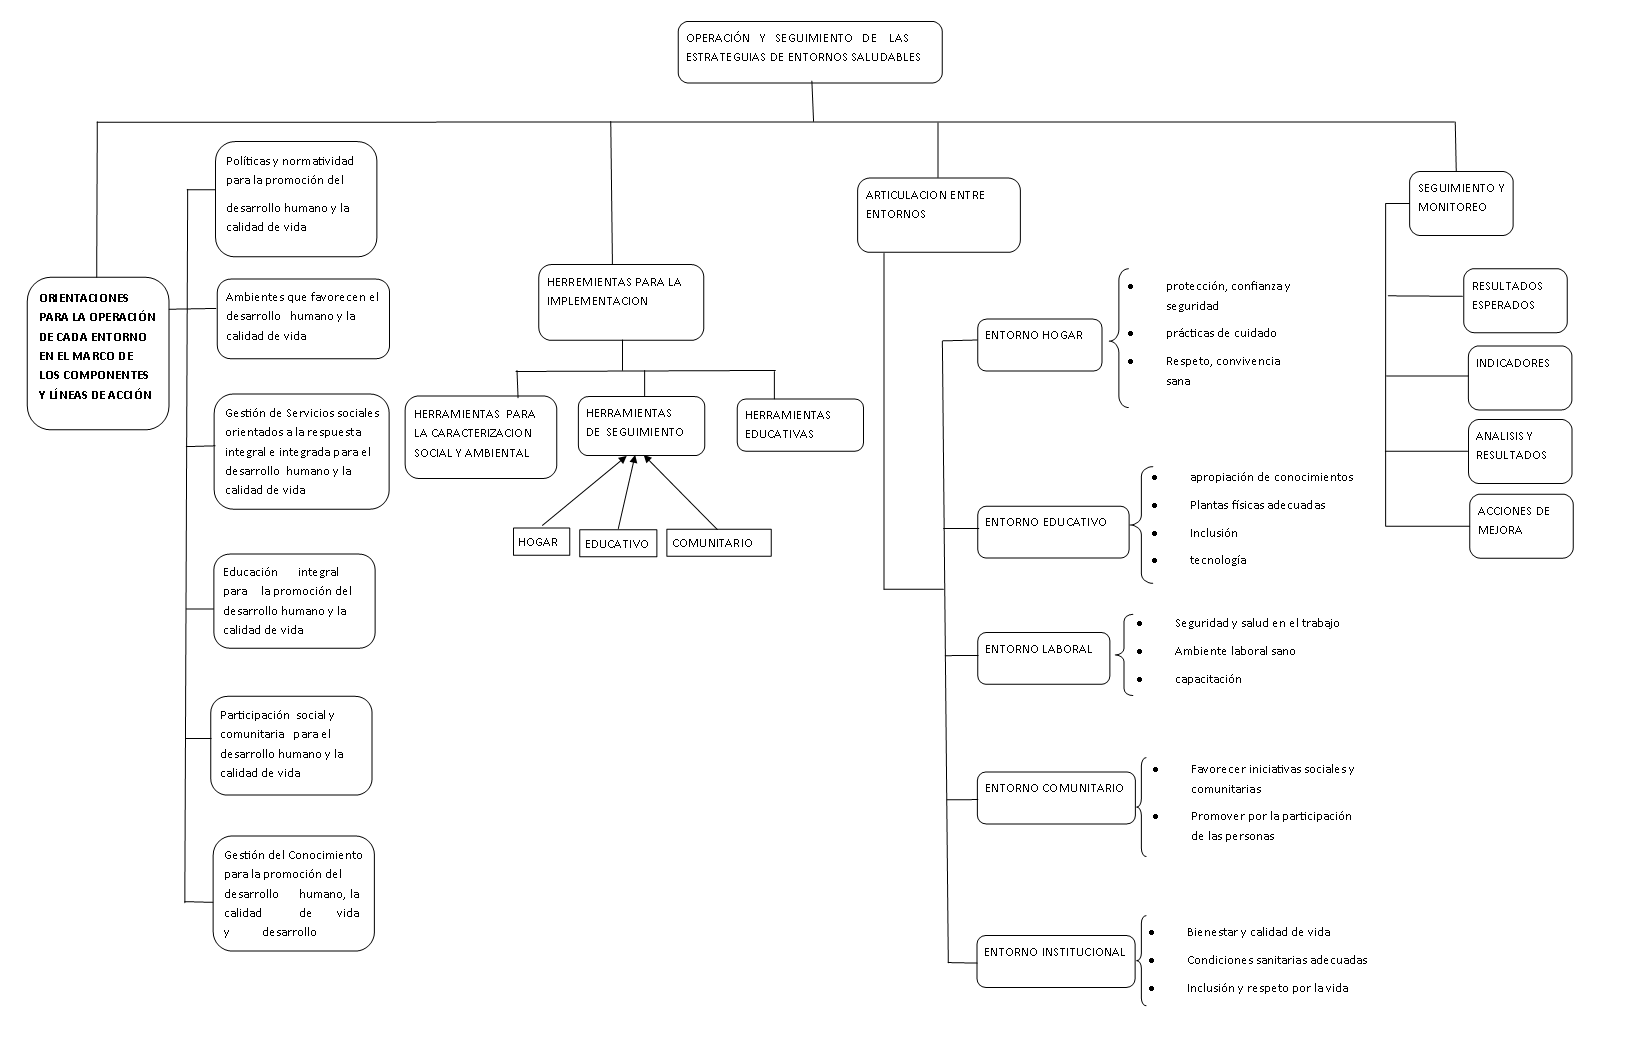 OPERACIÓN Y SEGUIMIENTO DE LAS
ESTRATEGUIAS DE ENTORNOS SALUDABLES
ORIENTACIONES
PARA LA OPERACIÓN
DE CADA ENTORNO
EN EL MARCO DE
LOS COMPONENTES
Y LÍNEAS DE ACCIÓN
Políticas y normatividad
para la promoción del
desarrollo humano y la
calidad de vida
Ambientes que favorecen el
desarrollo humano y la
calidad de vida
Gestión de Servicios sociales
orientados a la respuesta
integral e integrada para el
desarrollo humano y la
calidad de vida
Educación integral
para la promoción del
desarrollo humano y la
calidad de vida
Participación social y
comunitaria para el
desarrollo humano y la
calidad de vida
Gestión del Conocimiento
para la promoción del
desarrollo humano, la
calidad de vida
y desarrollo
HERREMIENTAS PARA LA
IMPLEMENTACION
HERRAMIENTAS PARA
LA CARACTERIZACION
SOCIAL Y AMBIENTAL
HERRAMIENTAS
DE SEGUIMIENTO
HERRAMIENTAS
EDUCATIVAS
HOGAR
EDUCATIVO
COMUNITARIO
ARTICULACION ENTRE
ENTORNOS
ENTORNO HOGAR
• protección, confianza y
seguridad
• prácticas de cuidado
• Respeto, convivencia
sana
ENTORNO EDUCATIVO
• apropiación de conocimientos
• Plantas físicas adecuadas
• Inclusión
• tecnología
ENTORNO LABORAL
• Seguridad y salud en el trabajo
• Ambiente laboral sano
• capacitación
ENTORNO COMUNITARIO
• Favorecer iniciativas sociales y
comunitarias
• Promover por la participación
de las personas
ENTORNO INSTITUCIONAL
• Bienestar y calidad de vida
• Condiciones sanitarias adecuadas
• Inclusión y respeto por la vida
SEGUIMIENTO Y
MONITOREO
RESULTADOS
ESPERADOS
INDICADORES
ANALISIS Y
RESULTADOS
ACCIONES DE
MEJORA